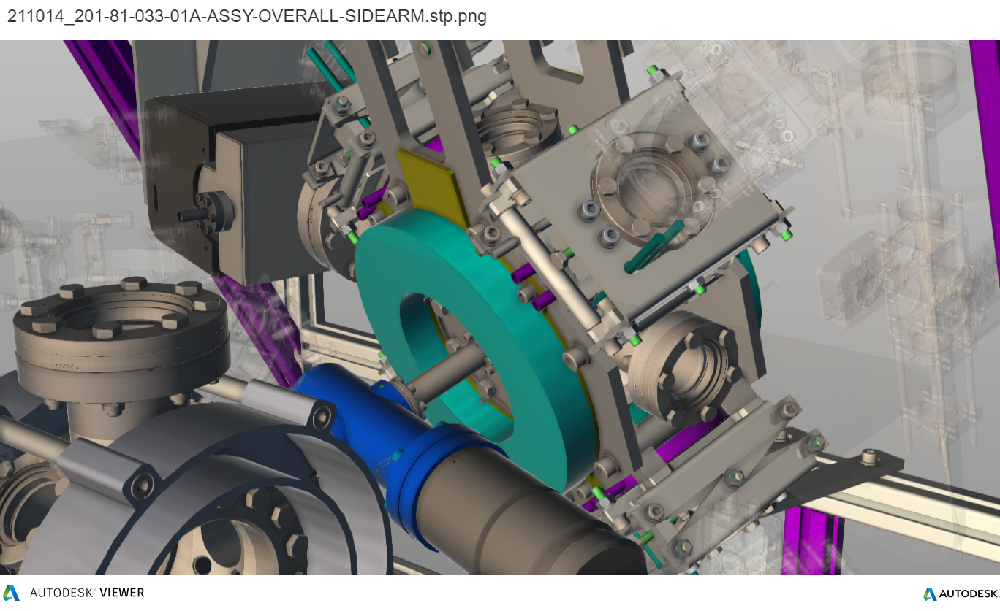 211014_201-81-033-01A-ASSY-OVERALL-SIDEARM.stp.png
AUTODESK® VIEWER
AUTODESK